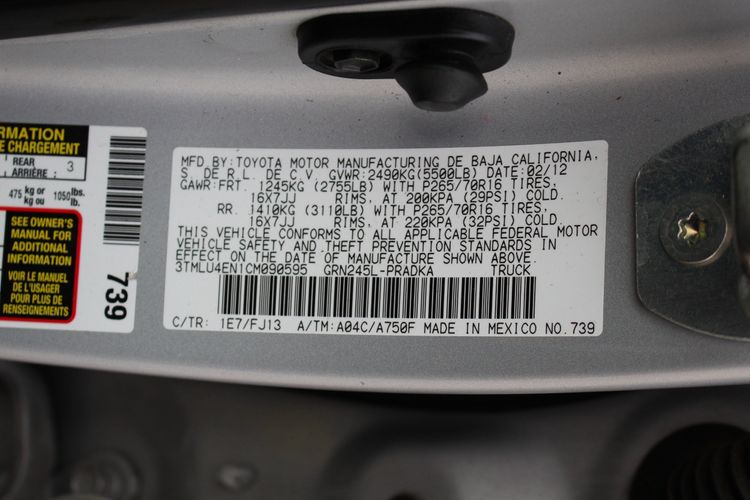 RMATION
E CHARGEMENT
REAR
ARRIÈRE
3
475 kg or 1050 lbs.
kg ou lb.
SEE OWNER'S
MANUAL FOR
ADDITIONAL
INFORMATION
VOIR LE MANUEL
DE L'USAGER
POUR PLUS DE
RENSEIGNEMENTS
739
MFD.BY:TOYOTA MOTOR MANUFACTURING DE BAJA CALIFORNIA,
S. DE R.L. DE C.V. GVWR:2490KG(5500LB) DATE:02/12
GAWR:FRT. 1245KG (2755LB) WITH P265/70R16 TIRES,
16X7JJ RIMS, AT 200KPA (29PSI) COLD.
RR. 1410KG (3110LB) WITH P265/70R16 TIRES,
16X7JJ RIMS, AT 220KPA (32PSI) COLD.
THIS VEHICLE CONFORMS TO ALL APPLICABLE FEDERAL MOTOR
VEHICLE SAFETY AND THEFT PREVENTION STANDARDS IN
EFFECT ON THE DATE OF MANUFACTURE SHOWN ABOVE.
3TMLU4EN1CM090595 GRN245L-PRADKA TRUCK
C/TR: 1E7/FJ13 A/TM:A04C/A750F MADE IN MEXICO NO.739